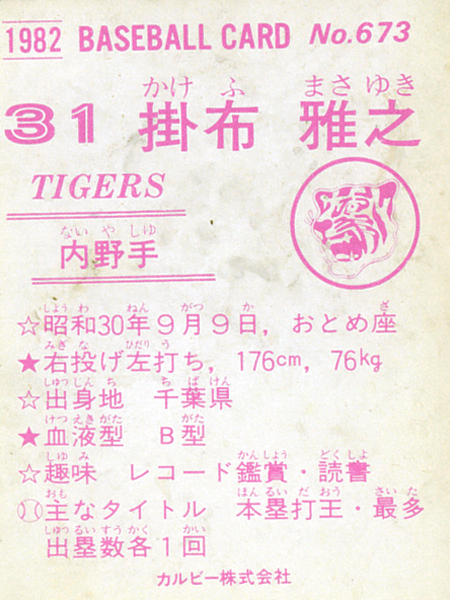 1982 BASEBALL CARD No.673
かけ ふ まさ ゆき
31 掛布 雅之
TIGERS
ない や しゆ
内野手
しよう わ ねん がつ か ざ
☆昭和30年9月9日，おとめ座
みぎ な ひだり う
★右投げ左打ち，176cm，76kg
しゆつ しん ち ち ば けん
☆出身地 千葉県
けつ えき がた がた
★血液型 B型
しゆ み かん しよう どく しよ
☆趣味 レコード鑑賞・読書
おも ほん るい だ おう さい た
主なタイトル 本塁打王・最多
しゆつ るい すう かく かい
出塁数各1回
カルビー株式会社